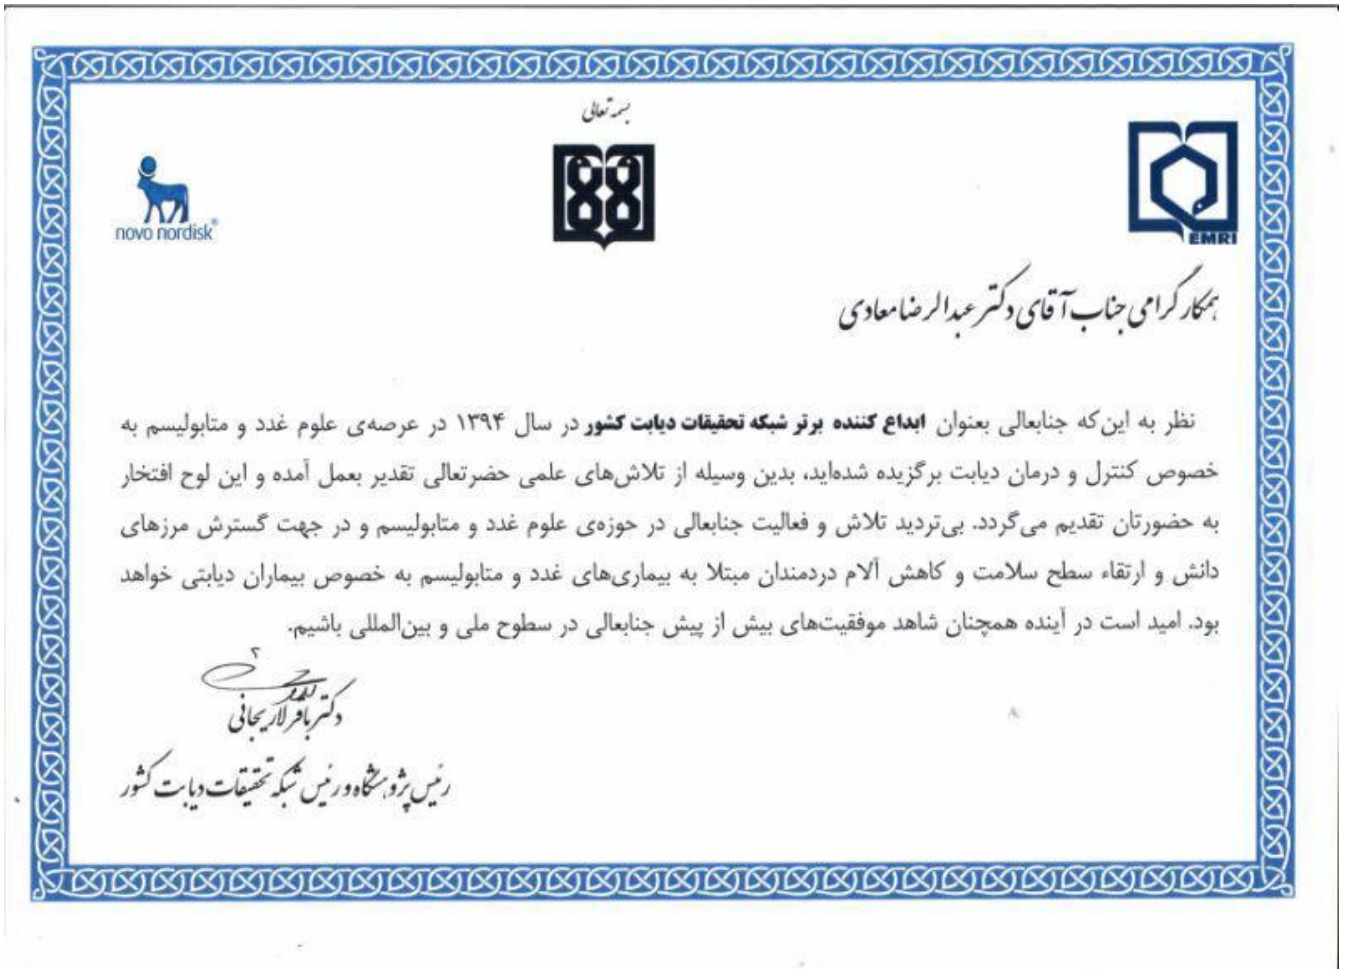 بسمه تعالی
novo nordisk®
EMRI
همکار گرامی جناب آقای دکتر عبدالرضا معادی
نظر به این‌که جنابعالی بعنوان ابداع کننده برتر شبکه تحقیقات دیابت کشور در سال ۱۳۹۴ در عرصه‌ی علوم غدد و متابولیسم به
خصوص کنترل و درمان دیابت برگزیده شده‌اید، بدین وسیله از تلاش‌های علمی حضرتعالی تقدیر بعمل آمده و این لوح افتخار
به حضورتان تقدیم می‌گردد. بی‌تردید تلاش و فعالیت جنابعالی در حوزه‌ی علوم غدد و متابولیسم و در جهت گسترش مرزهای
دانش و ارتقاء سطح سلامت و کاهش آلام دردمندان مبتلا به بیماری‌های غدد و متابولیسم به خصوص بیماران دیابتی خواهد
بود. امید است در آینده همچنان شاهد موفقیت‌های بیش از پیش جنابعالی در سطوح ملی و بین‌المللی باشیم.
دکتر باقر لاریجانی
رئیس پژوهشگاه و رئیس شبکه تحقیقات دیابت کشور